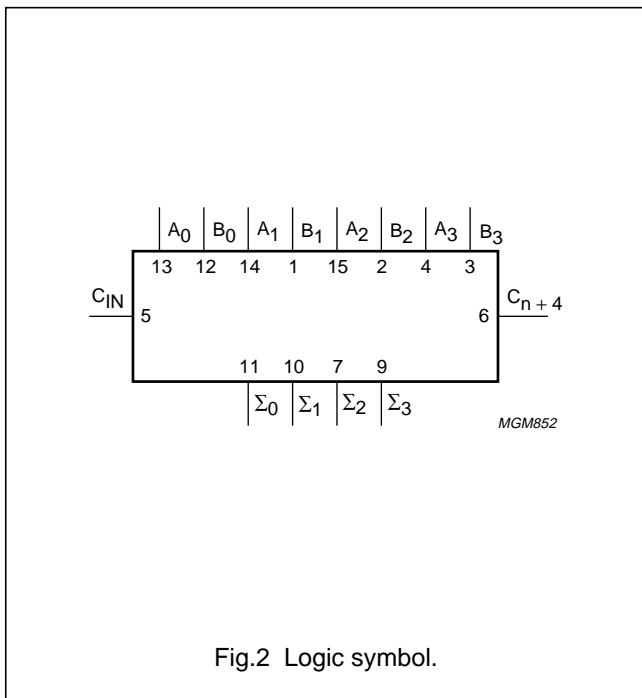 A0 B0 A1 B1 A2 B2 A3 B3
13 12 14 1 15 2 4 3
CIN 5 6 Cn + 4
11 10 7 9
Σ0 Σ1 Σ2 Σ3
MGM852
Fig.2 Logic symbol.